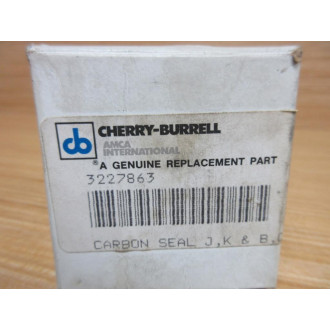 cb CHERRY-BURRELL
AMCA
INTERNATIONAL
® A GENUINE REPLACEMENT PART
3227863
CARBON SEAL J,K & B.